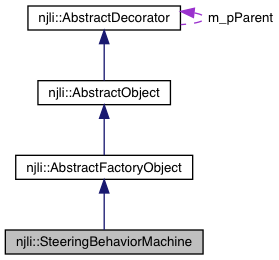 njli::AbstractDecorator
m_pParent
njli::AbstractObject
njli::AbstractFactoryObject
njli::SteeringBehaviorMachine